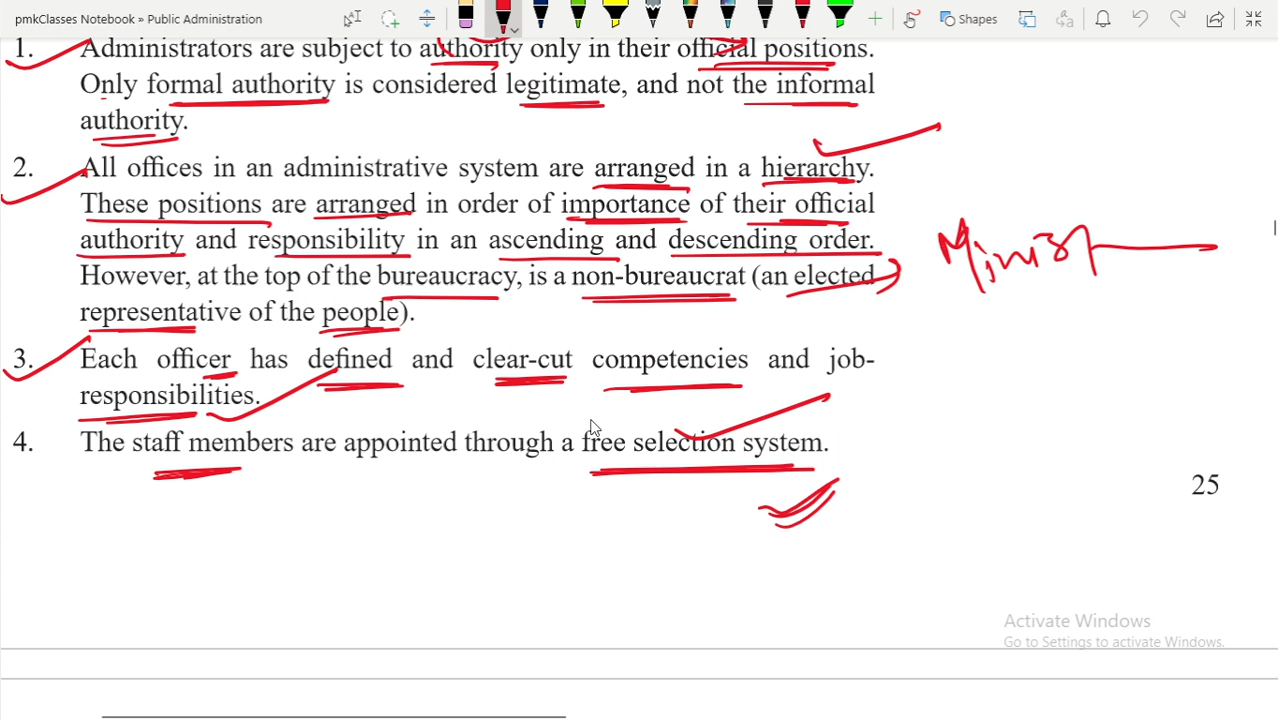 pmkClasses Notebook » Public Administration
Shapes
1. Administrators are subject to authority only in their official positions.
Only formal authority is considered legitimate, and not the informal
authority.
2. All offices in an administrative system are arranged in a hierarchy.
These positions are arranged in order of importance of their official
authority and responsibility in an ascending and descending order.
However, at the top of the bureaucracy, is a non-bureaucrat (an elected
representative of the people).
3. Each officer has defined and clear-cut competencies and job-
responsibilities.
4. The staff members are appointed through a free selection system.
25
Activate Windows
Go to Settings to activate Windows.